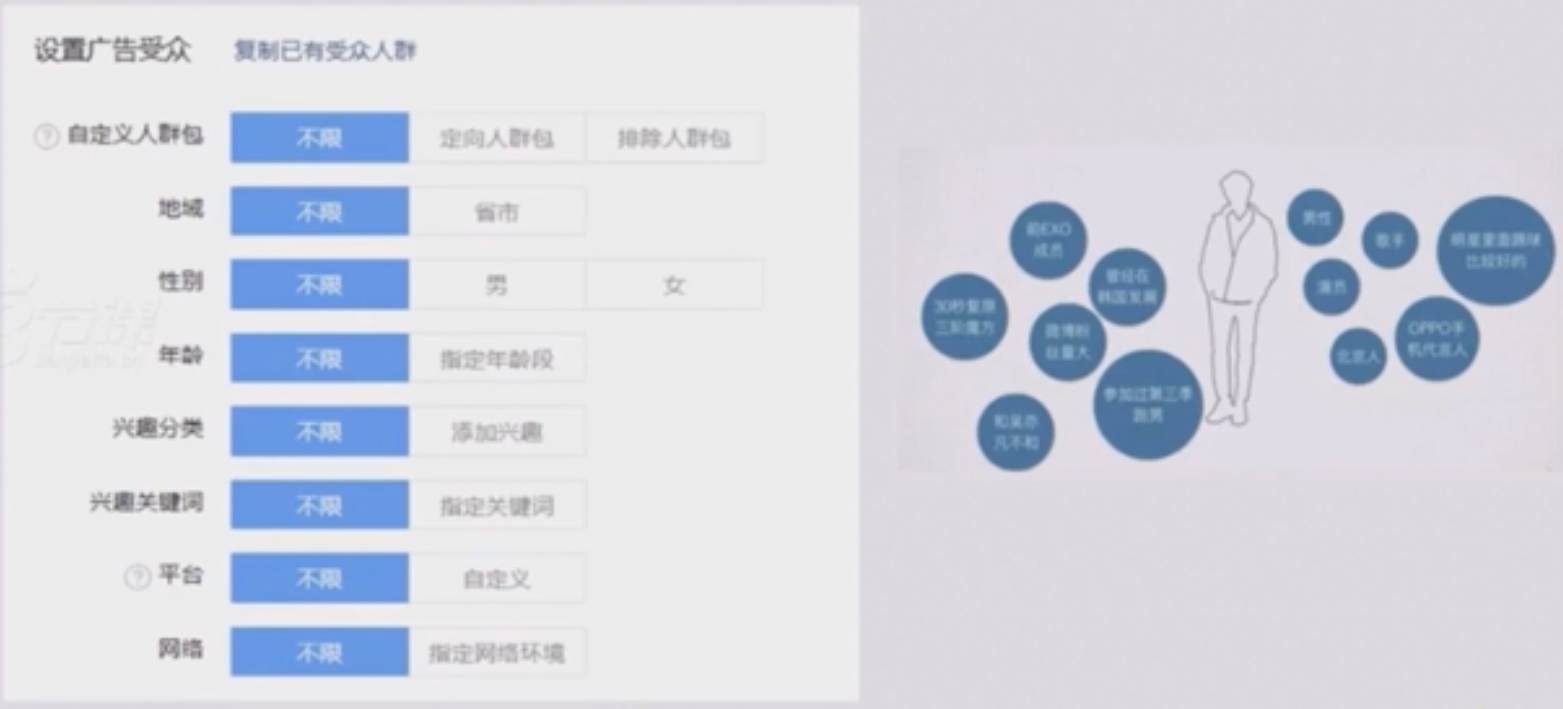 设置广告受众 复制已有受众人群
自定义人群包 不限 定向人群包 排除人群包
地域 不限 省市
性别 不限 男 女
年龄 不限 指定年龄段
兴趣分类 不限 添加兴趣
兴趣关键词 不限 指定关键词
平台 不限 自定义
网络 不限 指定网络环境
前EXO
成员
曾经在
韩国发展
30秒复原
三阶魔方
微博粉
丝量大
参加过第三季
跑男
和吴亦
凡不和
男性
歌手
明星里面踢球
比较好的
演员
北京人
OPPO手
机代言人